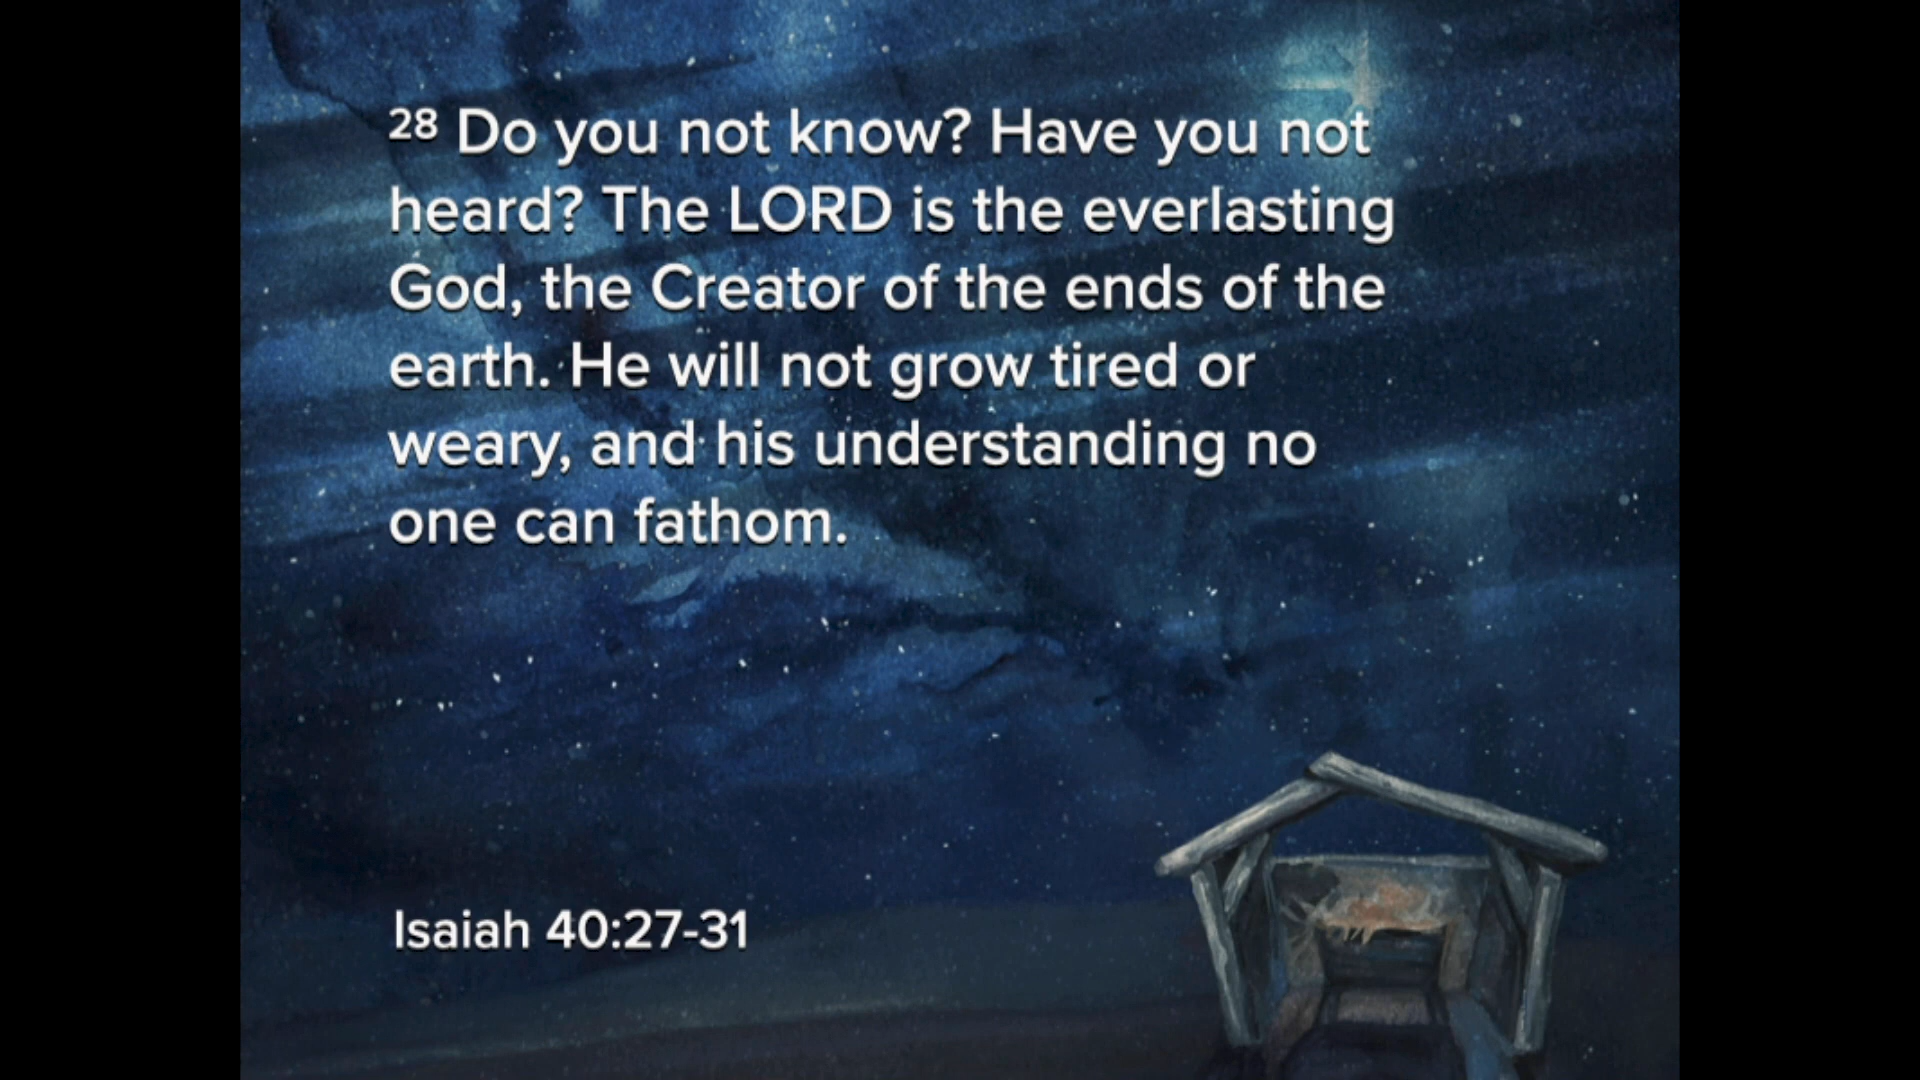 28 Do you not know? Have you not
heard? The LORD is the everlasting
God, the Creator of the ends of the
earth. He will not grow tired or
weary, and his understanding no
one can fathom.
Isaiah 40:27-31